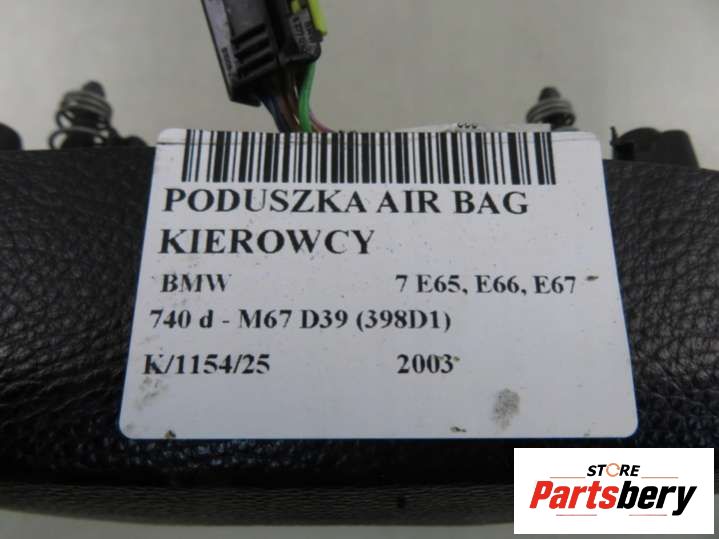 PODUSZKA AIR BAG
KIEROWCY
BMW 7 E65, E66, E67
740 d - M67 D39 (398D1)
K/1154/25 2003
STORE
Partsbery